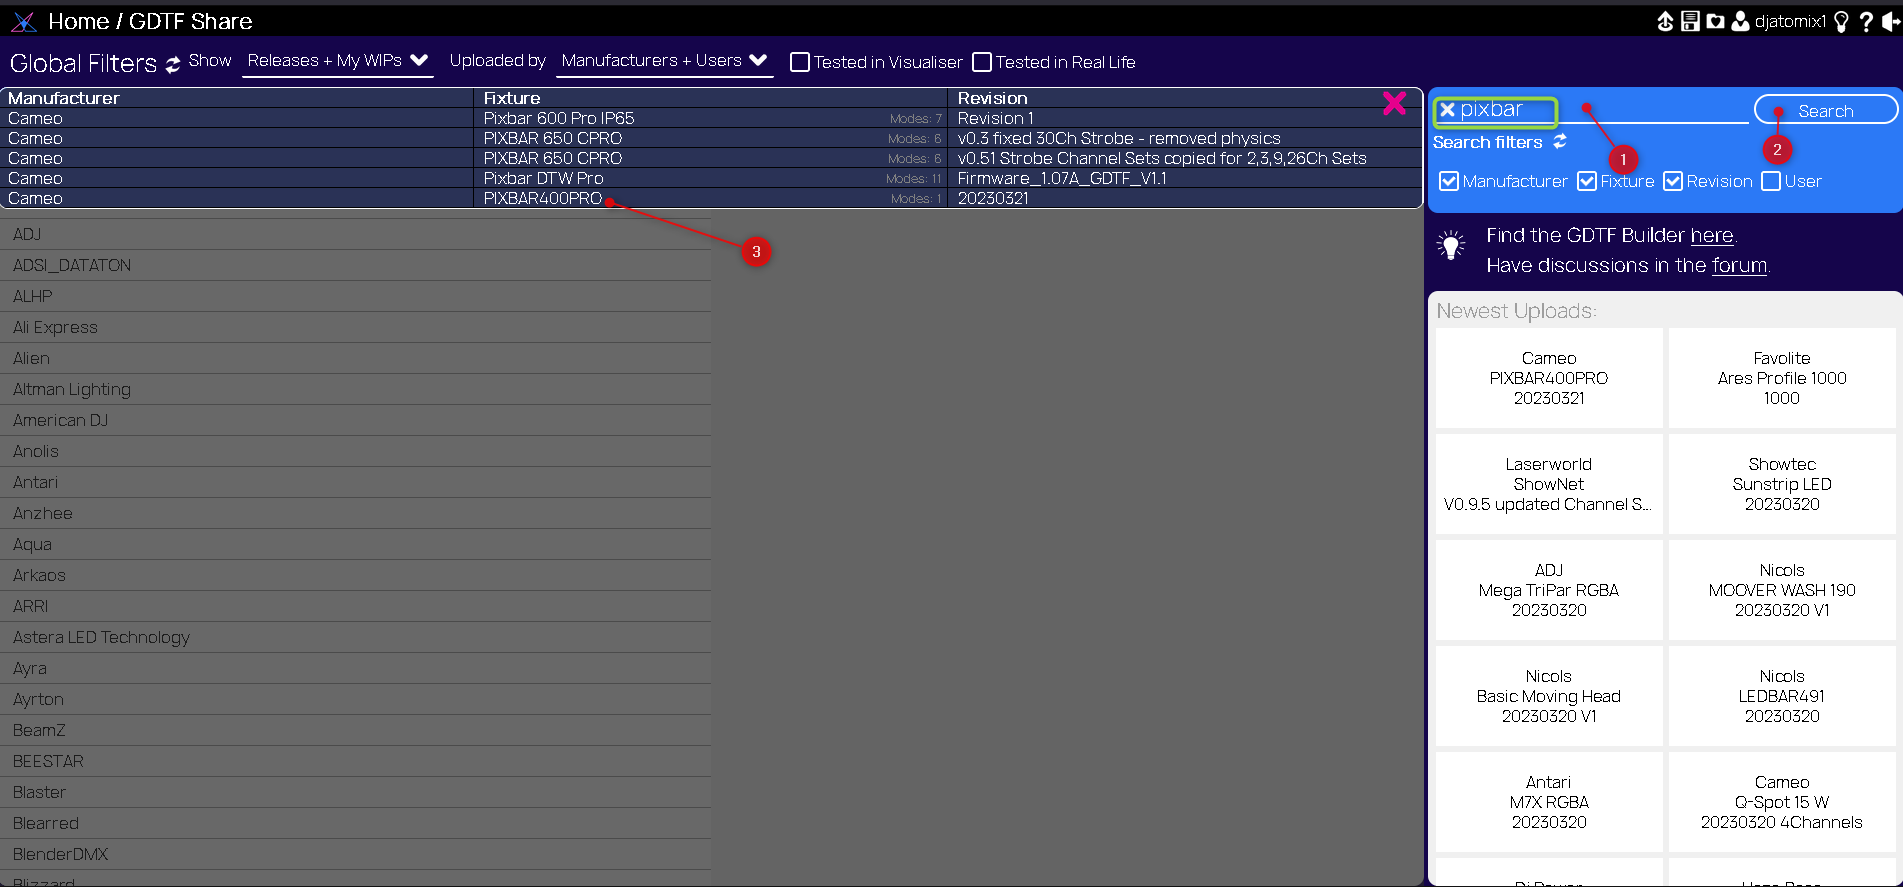 Home / GDTF Share
djatomix1
Global Filters Show Releases + My WIPs Uploaded by Manufacturers + Users Tested in Visualiser Tested in Real Life
Manufacturer Fixture Revision
Cameo Pixbar 600 Pro IP65 Modes: 7 Revision 1
Cameo PIXBAR 650 CPRO Modes: 6 v0.3 fixed 30Ch Strobe - removed physics
Cameo PIXBAR 650 CPRO Modes: 6 v0.51 Strobe Channel Sets copied for 2,3,9,26Ch Sets
Cameo Pixbar DTW Pro Modes: 11 Firmware_1.07A_GDTF_V1.1
Cameo PIXBAR400PRO Modes: 1 20230321
3
ADJ
ADSI_DATATON
ALHP
Ali Express
Alien
Altman Lighting
American DJ
Anolis
Antari
Anzhee
Aqua
Arkaos
ARRI
Astera LED Technology
Ayra
Ayrton
BeamZ
BEESTAR
Blaster
Blearred
BlenderDMX
Blizzard
pixbar
Search
Search filters
1
2
Manufacturer Fixture Revision User
Find the GDTF Builder here.
Have discussions in the forum.
Newest Uploads:
Cameo
PIXBAR400PRO
20230321
Favolite
Ares Profile 1000
1000
Laserworld
ShowNet
V0.9.5 updated Channel S...
Showtec
Sunstrip LED
20230320
ADJ
Mega TriPar RGBA
20230320
Nicols
MOOVER WASH 190
20230320 V1
Nicols
Basic Moving Head
20230320 V1
Nicols
LEDBAR491
20230320
Antari
M7X RGBA
20230320
Cameo
Q-Spot 15 W
20230320 4Channels